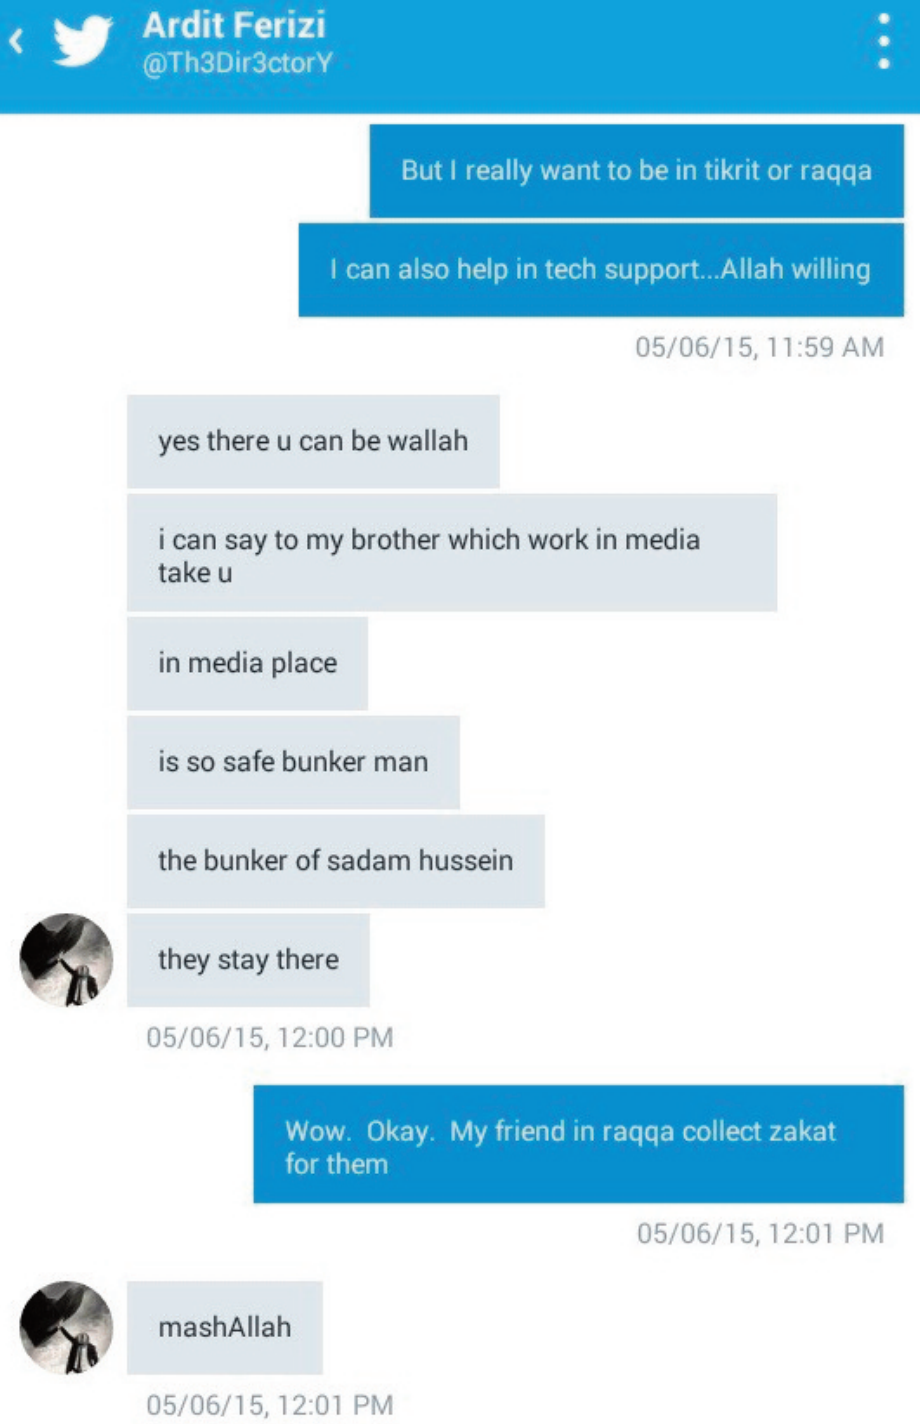 Ardit Ferizi
@Th3Dir3ctorY
But I really want to be in tikrit or raqqa
I can also help in tech support...Allah willing
05/06/15, 11:59 AM
yes there u can be wallah
i can say to my brother which work in media
take u
in media place
is so safe bunker man
the bunker of sadam hussein
they stay there
05/06/15, 12:00 PM
Wow.  Okay.  My friend in raqqa collect zakat
for them
05/06/15, 12:01 PM
mashAllah
05/06/15, 12:01 PM